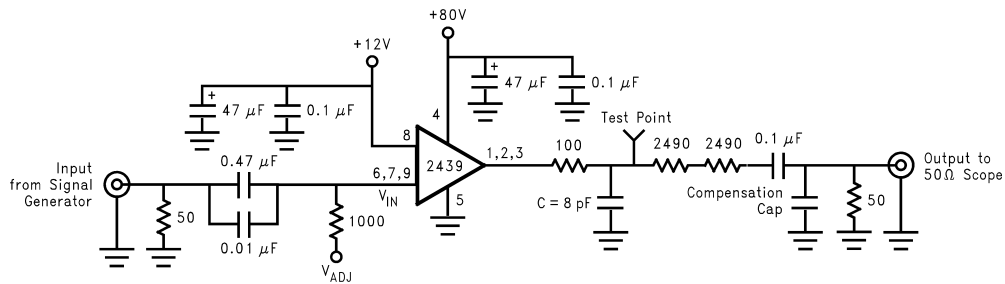 +80V
+12V
+
47 μF
0.1 μF
+
47 μF
0.1 μF
4
8
Test Point
0.47 μF
2439
1,2,3
100
2490
2490
0.1 μF
Input
from Signal
Generator
6,7,9
VIN
5
Output to
50Ω Scope
50
0.01 μF
1000
C = 8 pF
Compensation
Cap
50
VADJ